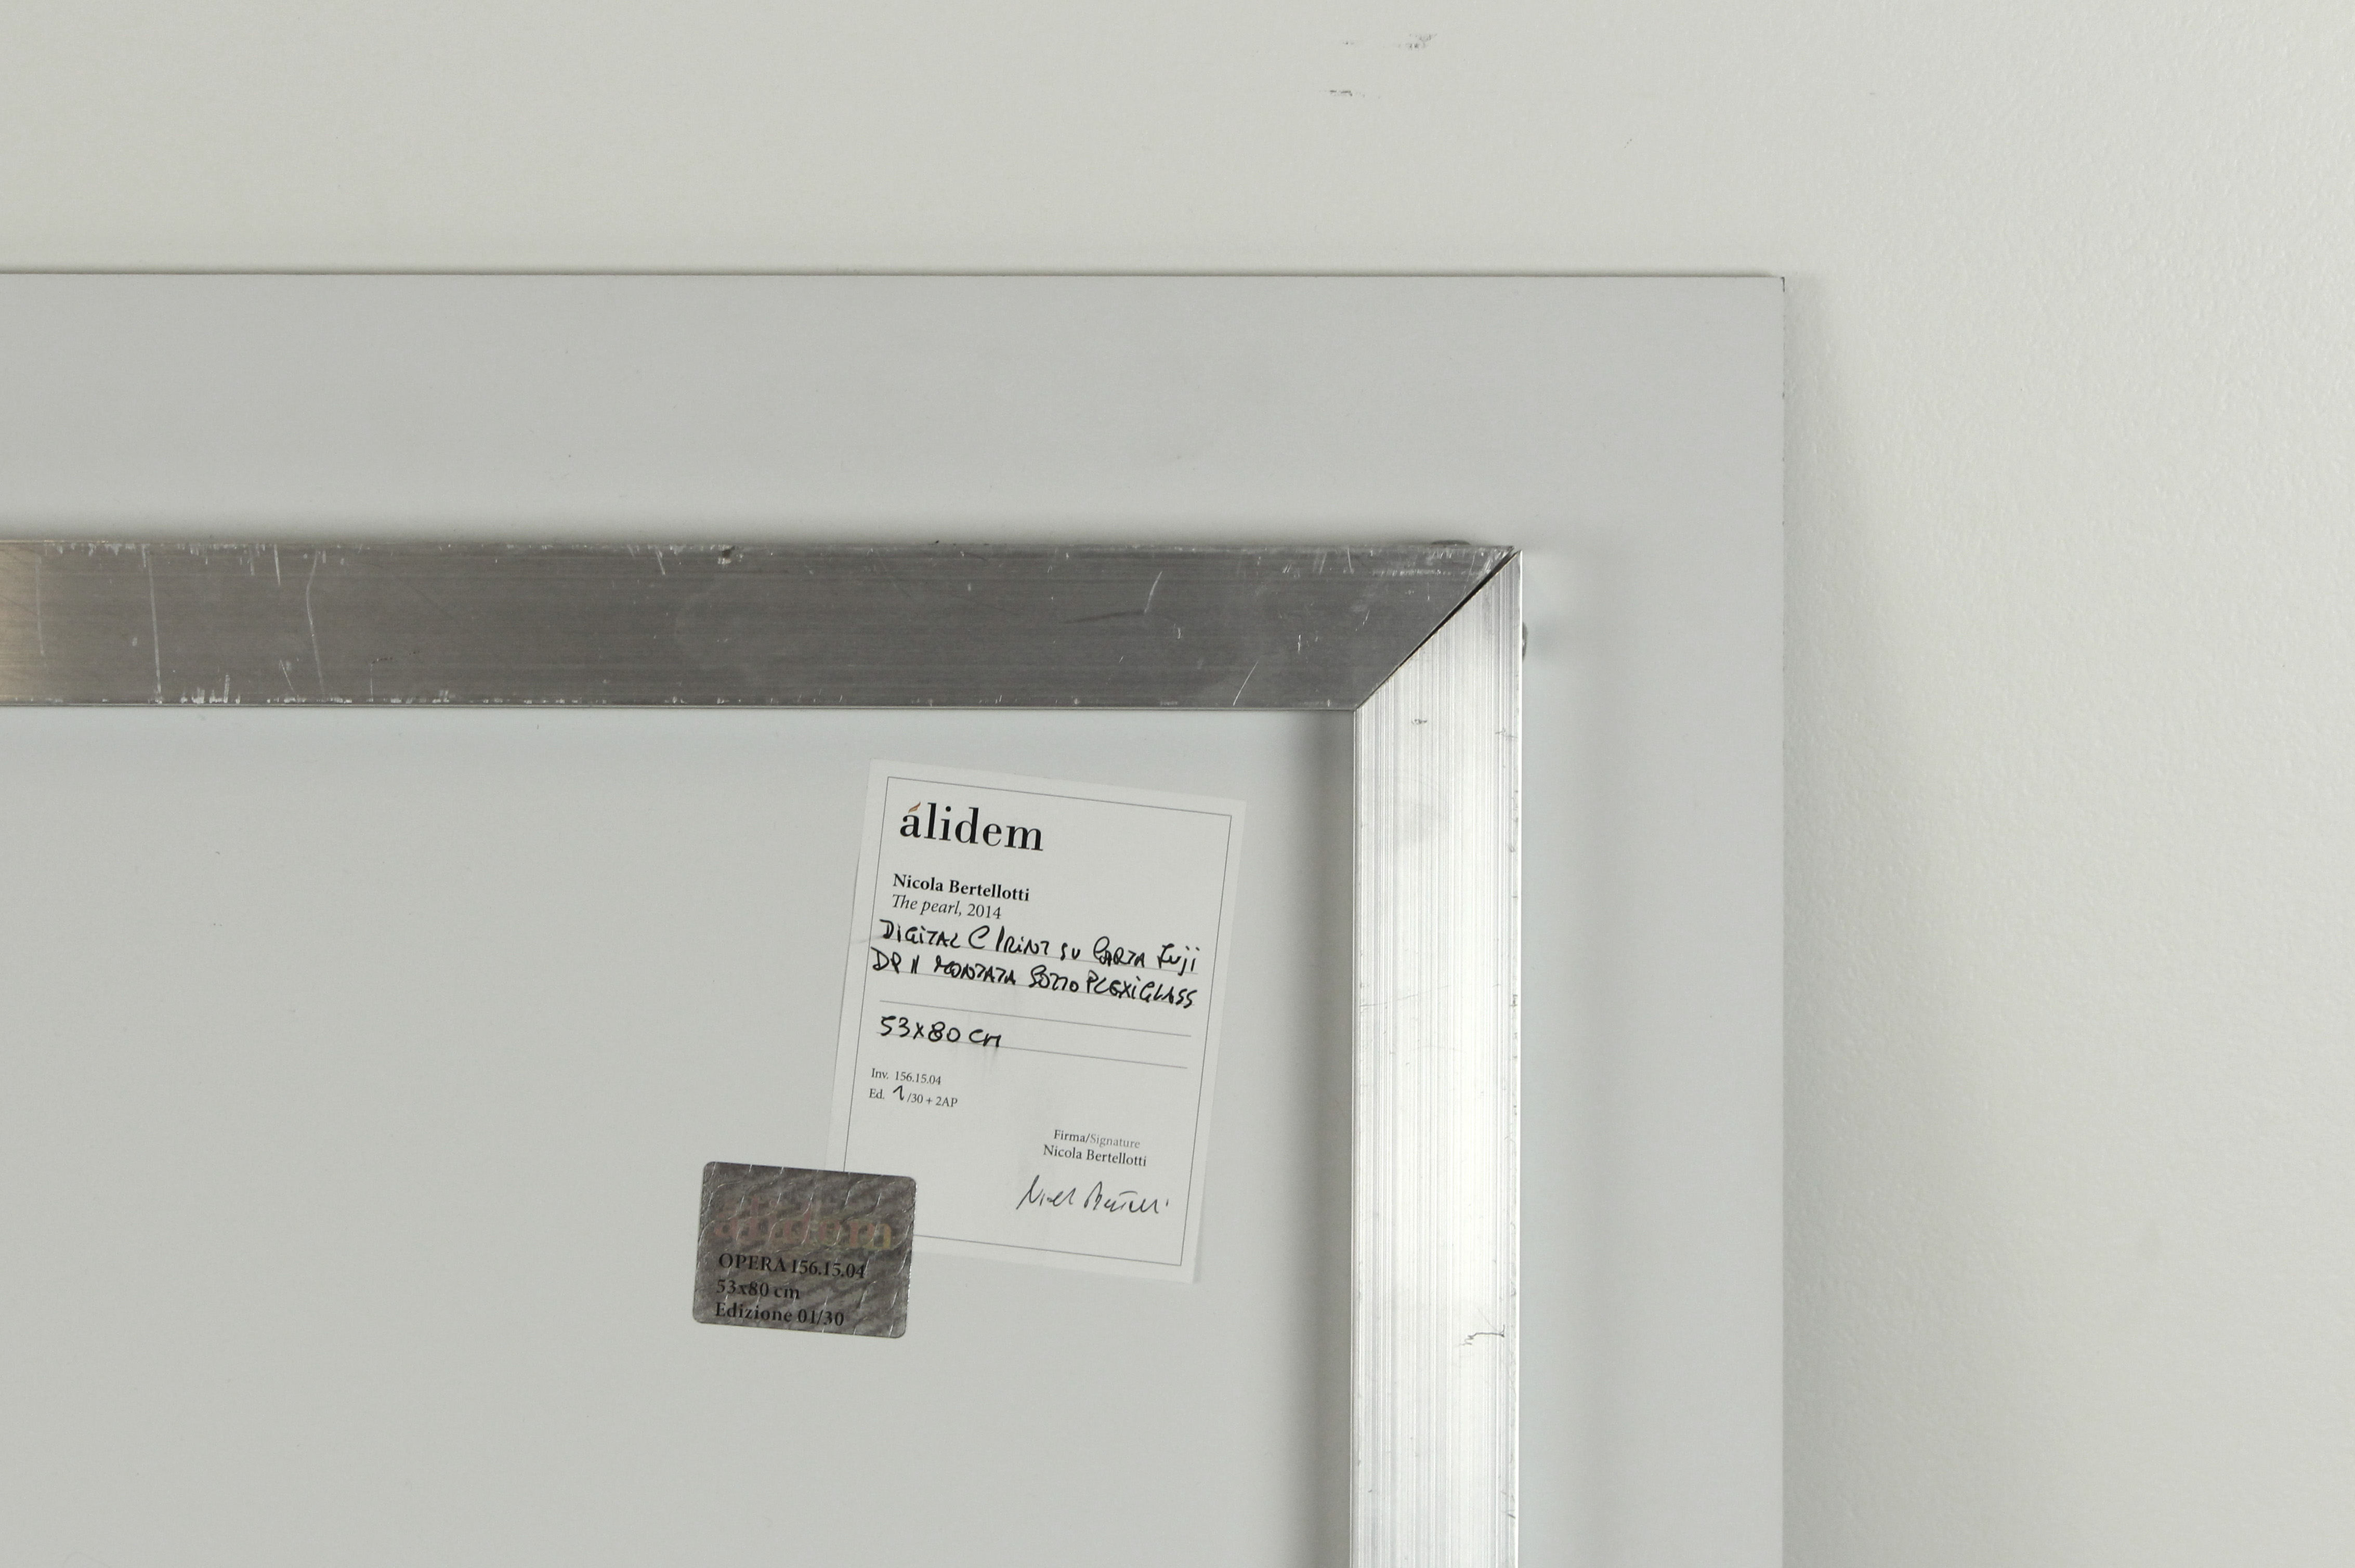 álidem
Nicola Bertellotti
The pearl, 2014
DIGITAL C PRINT SU CARTA Fuji
DP II MONTATA SOTTO PLEXIGLASS
53x80 cm
Inv. 156.15.04
Ed. 1/30 + 2AP
Firma/Signature
Nicola Bertellotti
álidem
OPERA 156.15.04
53x80 cm
Edizione 01/30